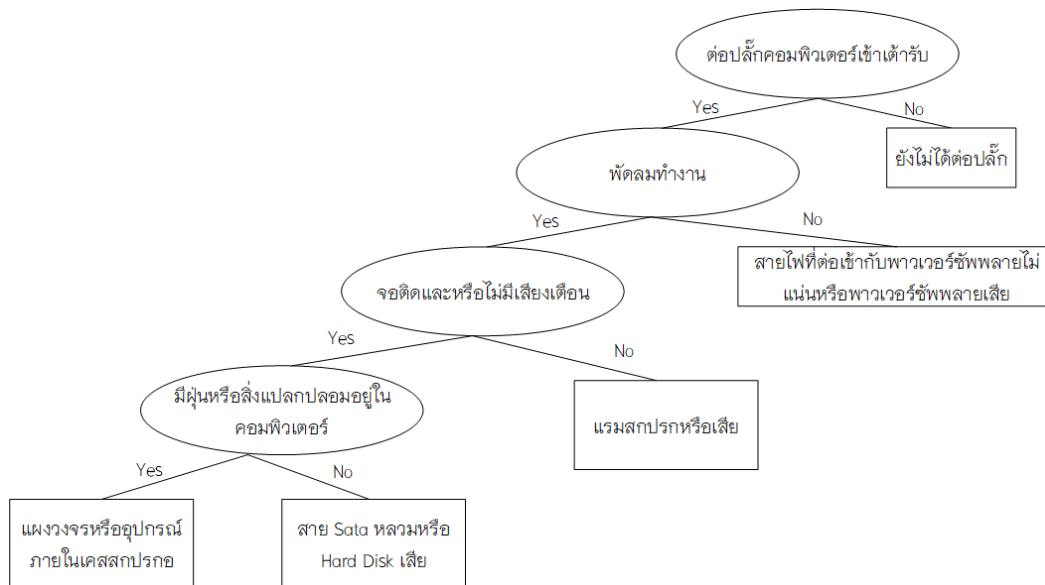 ต่อปลั๊กคอมพิวเตอร์เข้าเต้ารับ
Yes
No
ยังไม่ได้ต่อปลั๊ก
พัดลมทำงาน
Yes
No
สายไฟที่ต่อเข้ากับพาวเวอร์ซัพพลายไม่
แน่นหรือพาวเวอร์ซัพพลายเสีย
จอติดและหรือไม่มีเสียงเตือน
Yes
No
มีฝุ่นหรือสิ่งแปลกปลอมอยู่ใน
คอมพิวเตอร์
แรมสกปรกหรือเสีย
Yes
No
แผงวงจรหรืออุปกรณ์
ภายในเคสสกปรกอ
สาย Sata หลวมหรือ
Hard Disk เสีย